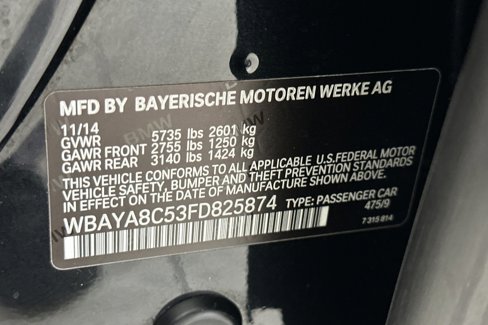 MFD BY BAYERISCHE MOTOREN WERKE AG
11/14
GVWR 5735 lbs 2601 kg
GAWR FRONT 2755 lbs 1250 kg
GAWR REAR 3140 lbs 1424 kg
THIS VEHICLE CONFORMS TO ALL APPLICABLE U.S.FEDERAL MOTOR
VEHICLE SAFETY, BUMPER, AND THEFT PREVENTION STANDARDS
IN EFFECT ON THE DATE OF MANUFACTURE SHOWN ABOVE.
WBAYA8C53FD825874 TYPE: PASSENGER CAR
475/9
7 315 814